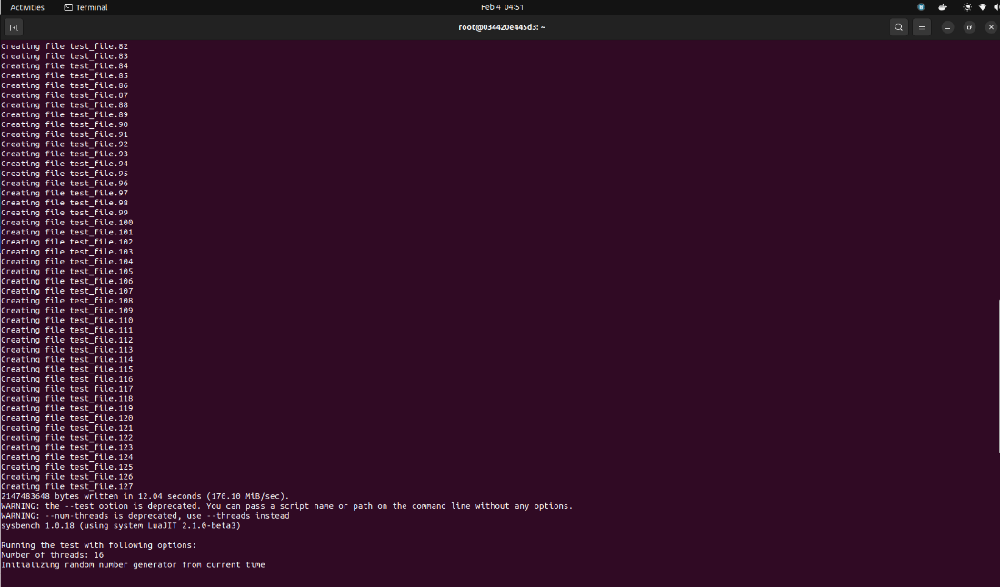 Activities
Terminal
Feb 4 04:51
root@034420e445d3: ~
Creating file test_file.82
Creating file test_file.83
Creating file test_file.84
Creating file test_file.85
Creating file test_file.86
Creating file test_file.87
Creating file test_file.88
Creating file test_file.89
Creating file test_file.90
Creating file test_file.91
Creating file test_file.92
Creating file test_file.93
Creating file test_file.94
Creating file test_file.95
Creating file test_file.96
Creating file test_file.97
Creating file test_file.98
Creating file test_file.99
Creating file test_file.100
Creating file test_file.101
Creating file test_file.102
Creating file test_file.103
Creating file test_file.104
Creating file test_file.105
Creating file test_file.106
Creating file test_file.107
Creating file test_file.108
Creating file test_file.109
Creating file test_file.110
Creating file test_file.111
Creating file test_file.112
Creating file test_file.113
Creating file test_file.114
Creating file test_file.115
Creating file test_file.116
Creating file test_file.117
Creating file test_file.118
Creating file test_file.119
Creating file test_file.120
Creating file test_file.121
Creating file test_file.122
Creating file test_file.123
Creating file test_file.124
Creating file test_file.125
Creating file test_file.126
Creating file test_file.127
2147483648 bytes written in 12.04 seconds (170.10 MiB/sec).
WARNING: the --test option is deprecated. You can pass a script name or path on the command line without any options.
WARNING: --num-threads is deprecated, use --threads instead
sysbench 1.0.18 (using system LuaJIT 2.1.0-beta3)
Running the test with following options:
Number of threads: 16
Initializing random number generator from current time